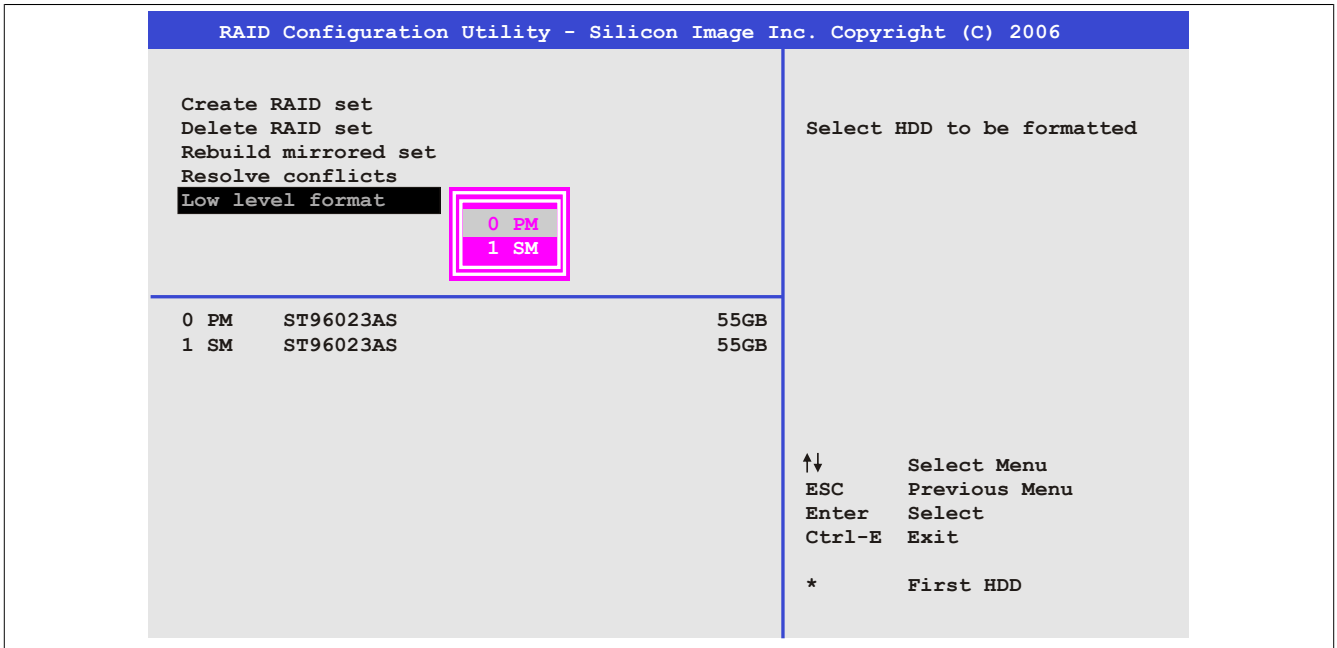 RAID Configuration Utility - Silicon Image Inc. Copyright (C) 2006
Create RAID set
Delete RAID set
Rebuild mirrored set
Resolve conflicts
Low level format
0 PM
1 SM
Select HDD to be formatted
0 PM ST96023AS 55GB
1 SM ST96023AS 55GB
↑↓ Select Menu
ESC Previous Menu
Enter Select
Ctrl-E Exit
* First HDD